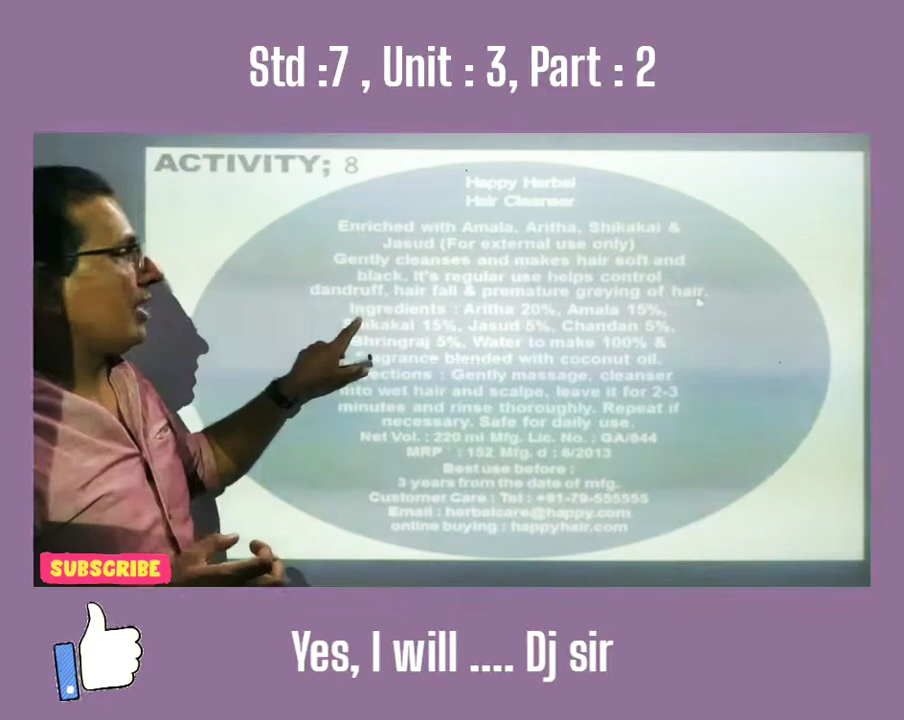 Std :7 , Unit : 3, Part : 2
ACTIVITY; 8
Happy Herbal
Hair Cleanser
Enriched with Amala, Aritha, Shikakai &
Jasud (For external use only)
Gently cleanses and makes hair soft and
black. It's regular use helps control
dandruff, hair fall & premature greying of hair.
Ingredients : Aritha 20%, Amala 15%,
Shikakai 15%, Jasud 5%, Chandan 5%,
Bhringraj 5%, Water to make 100% &
fragrance blended with coconut oil.
ections : Gently massage, cleanser
into wet hair and scalpe, leave it for 2-3
minutes and rinse thoroughly. Repeat if
necessary. Safe for daily use.
Net Vol. : 220 ml Mfg. Lic. No. : GA/844
MRP : 152 Mfg. d : 6/2013
Best use before :
3 years from the date of mfg.
Customer Care : Tel : +91-79-555555
Email : herbalcare@happy.com
online buying : happyhair.com
SUBSCRIBE
Yes, I will .... Dj sir